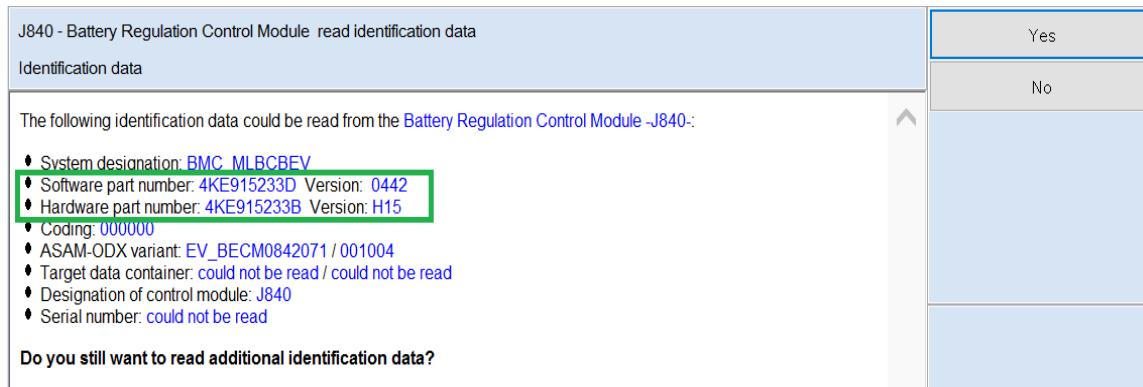 J840 - Battery Regulation Control Module read identification data
Identification data
Yes
No
The following identification data could be read from the Battery Regulation Control Module -J840-:
System designation: BMC_MLBCBEV
Software part number: 4KE915233D Version: 0442
Hardware part number: 4KE915233B Version: H15
Coding: 000000
ASAM-ODX variant: EV_BECM0842071 / 001004
Target data container: could not be read / could not be read
Designation of control module: J840
Serial number: could not be read
Do you still want to read additional identification data?